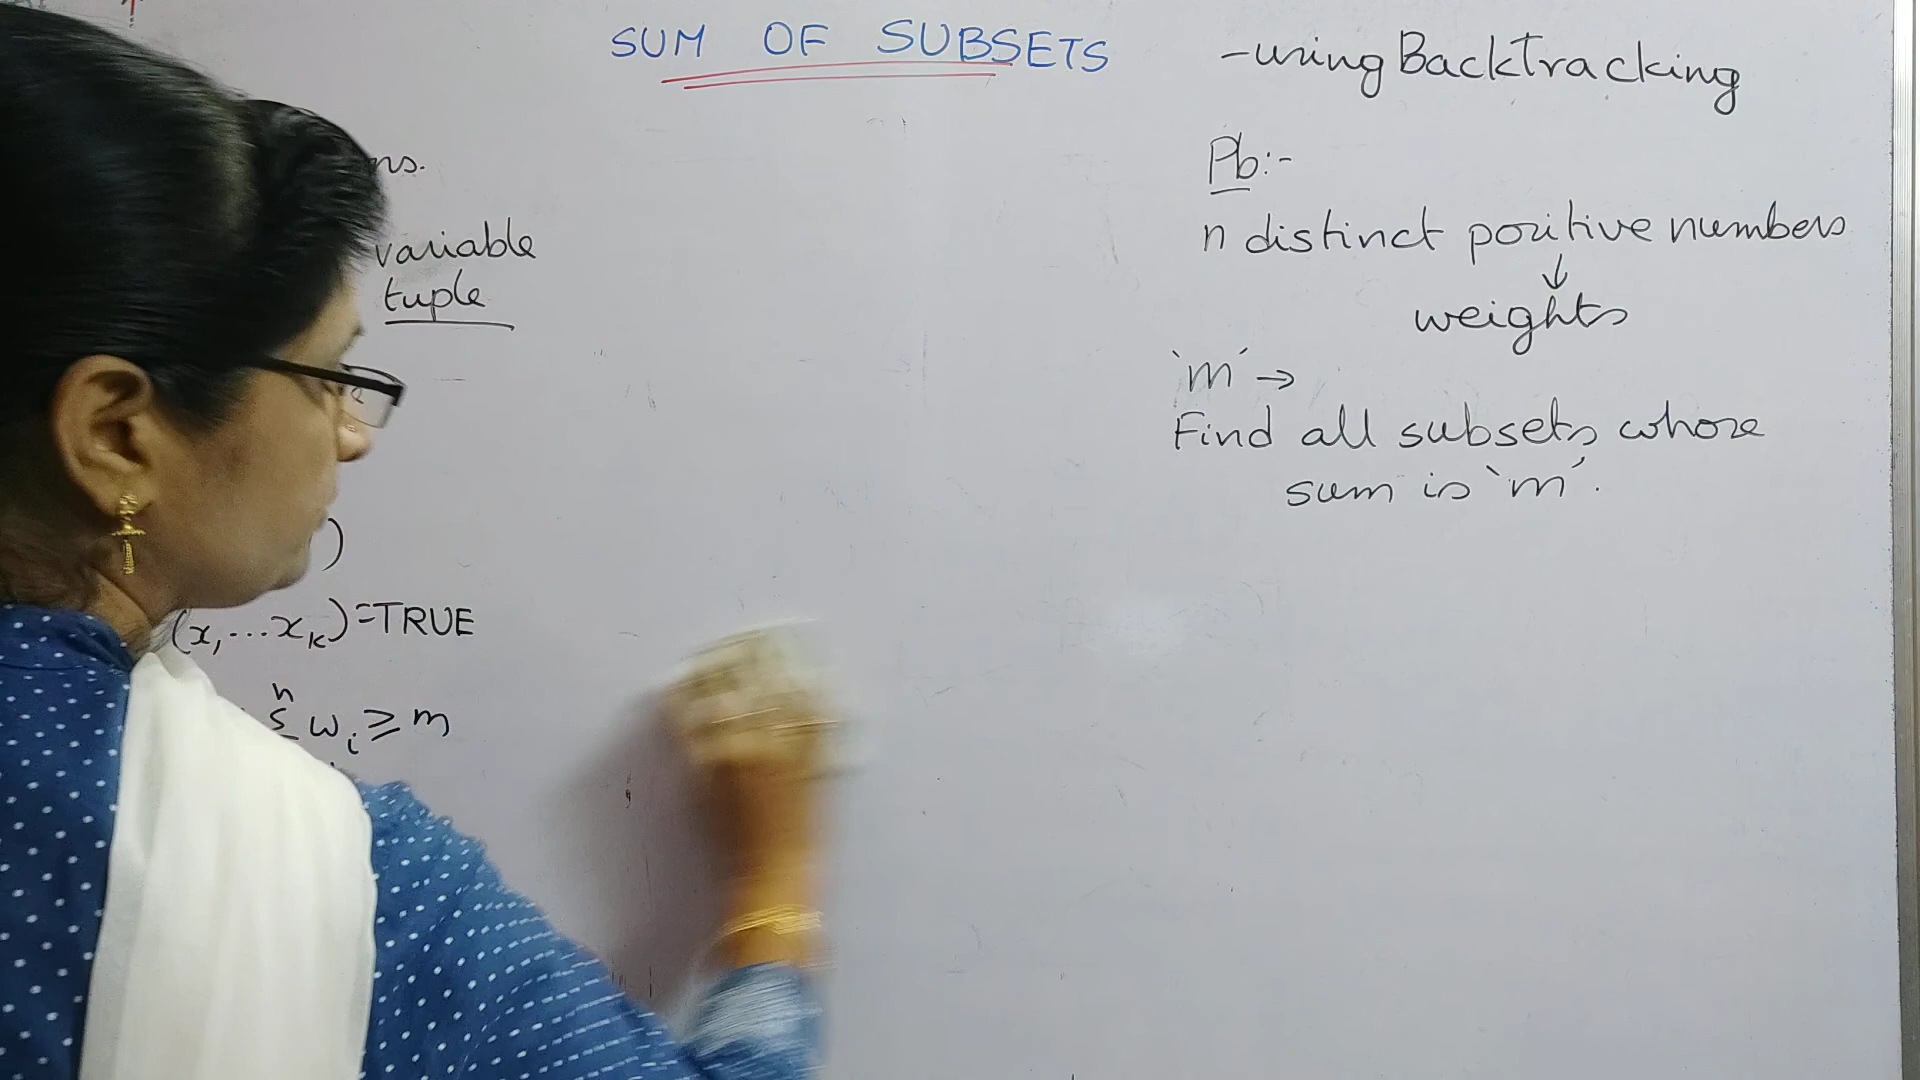 SUM OF SUBSETS
-using BackTracking
Pb:-
n distinct positive numbers
↓
weights
'm' →
Find all subsets whose
sum is 'm'.
variable
tuple
)
(x₁...xₖ)=TRUE
n
Σ wᵢ ≥ m